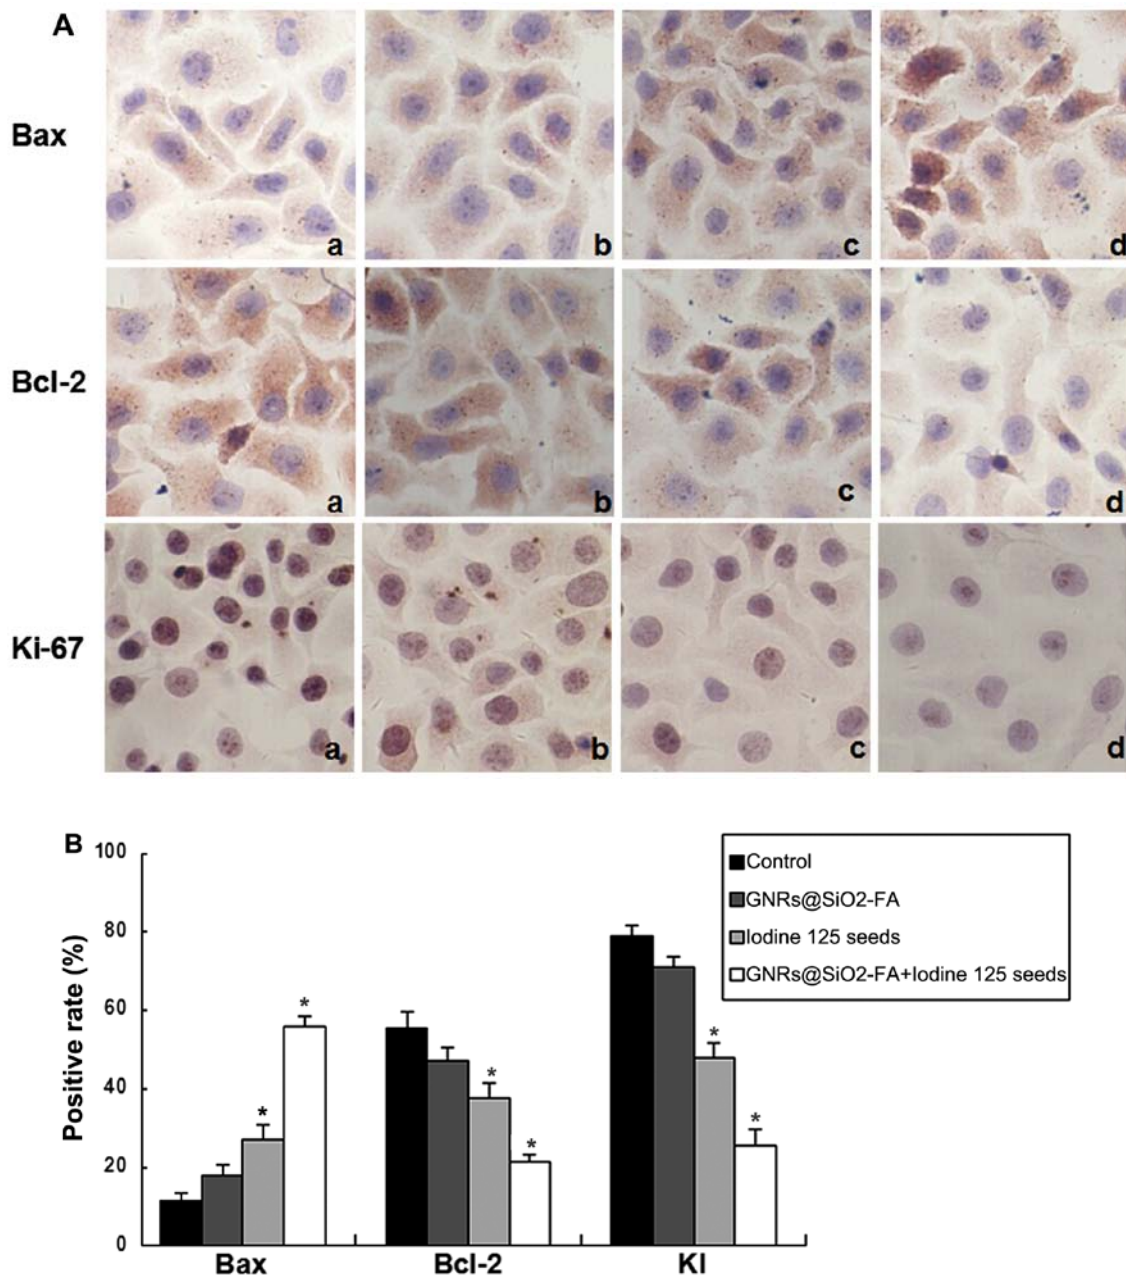 A
Bax
a
b
c
d
Bcl-2
a
b
c
d
Ki-67
a
b
c
d
B
Positive rate (%)
100
80
60
40
20
0
Control
GNRs@SiO2-FA
Iodine 125 seeds
GNRs@SiO2-FA+Iodine 125 seeds
*
*
*
*
*
*
Bax
Bcl-2
KI